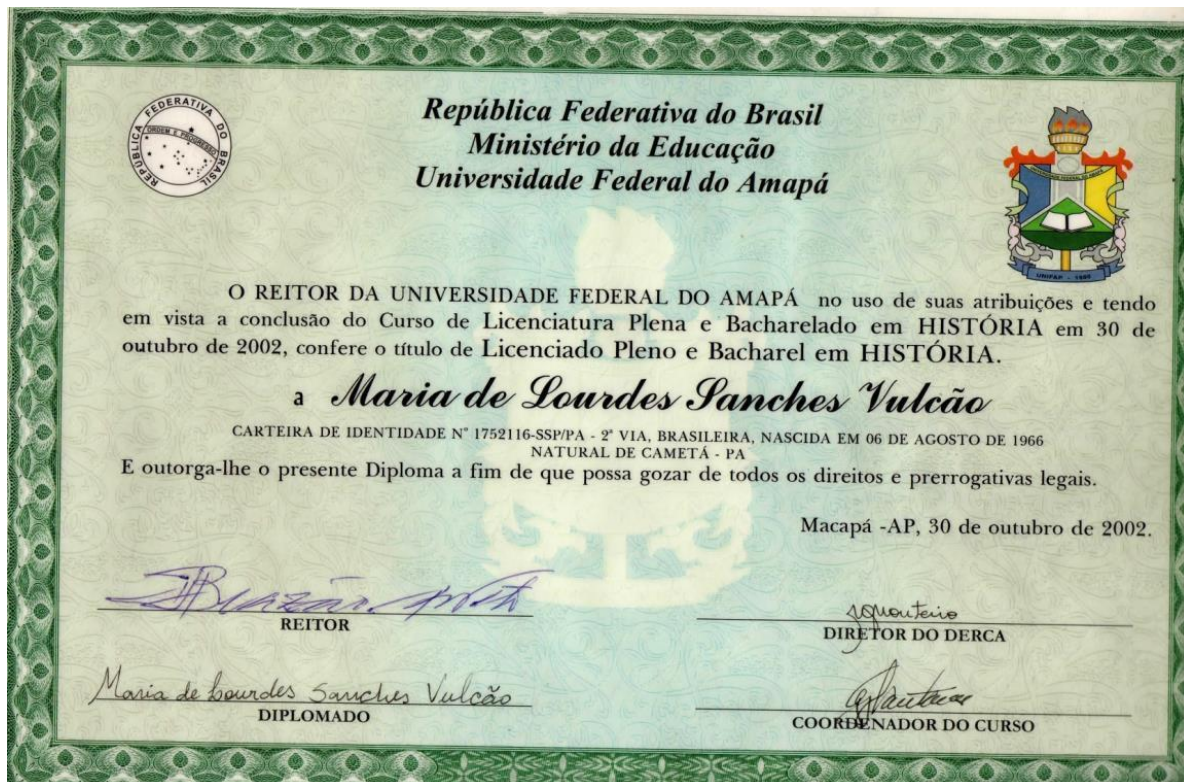 REPÚBLICA FEDERATIVA DO BRASIL
ORDEM E PROGRESSO
República Federativa do Brasil
Ministério da Educação
Universidade Federal do Amapá
UNIVERSIDADE FEDERAL DO AMAPÁ
UNIFAP - 1990
O REITOR DA UNIVERSIDADE FEDERAL DO AMAPÁ no uso de suas atribuições e tendo
em vista a conclusão do Curso de Licenciatura Plena e Bacharelado em HISTÓRIA em 30 de
outubro de 2002, confere o título de Licenciado Pleno e Bacharel em HISTÓRIA.
a Maria de Lourdes Sanches Vulcão
CARTEIRA DE IDENTIDADE N° 1752116-SSP/PA - 2ª VIA, BRASILEIRA, NASCIDA EM 06 DE AGOSTO DE 1966
NATURAL DE CAMETÁ - PA
E outorga-lhe o presente Diploma a fim de que possa gozar de todos os direitos e prerrogativas legais.
Macapá -AP, 30 de outubro de 2002.
REITOR
DIRETOR DO DERCA
Maria de Lourdes Sanches Vulcão
DIPLOMADO
COORDENADOR DO CURSO